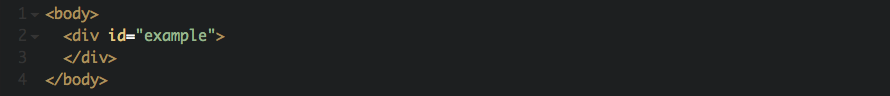 1 <body>
2   <div id="example">
3   </div>
4 </body>